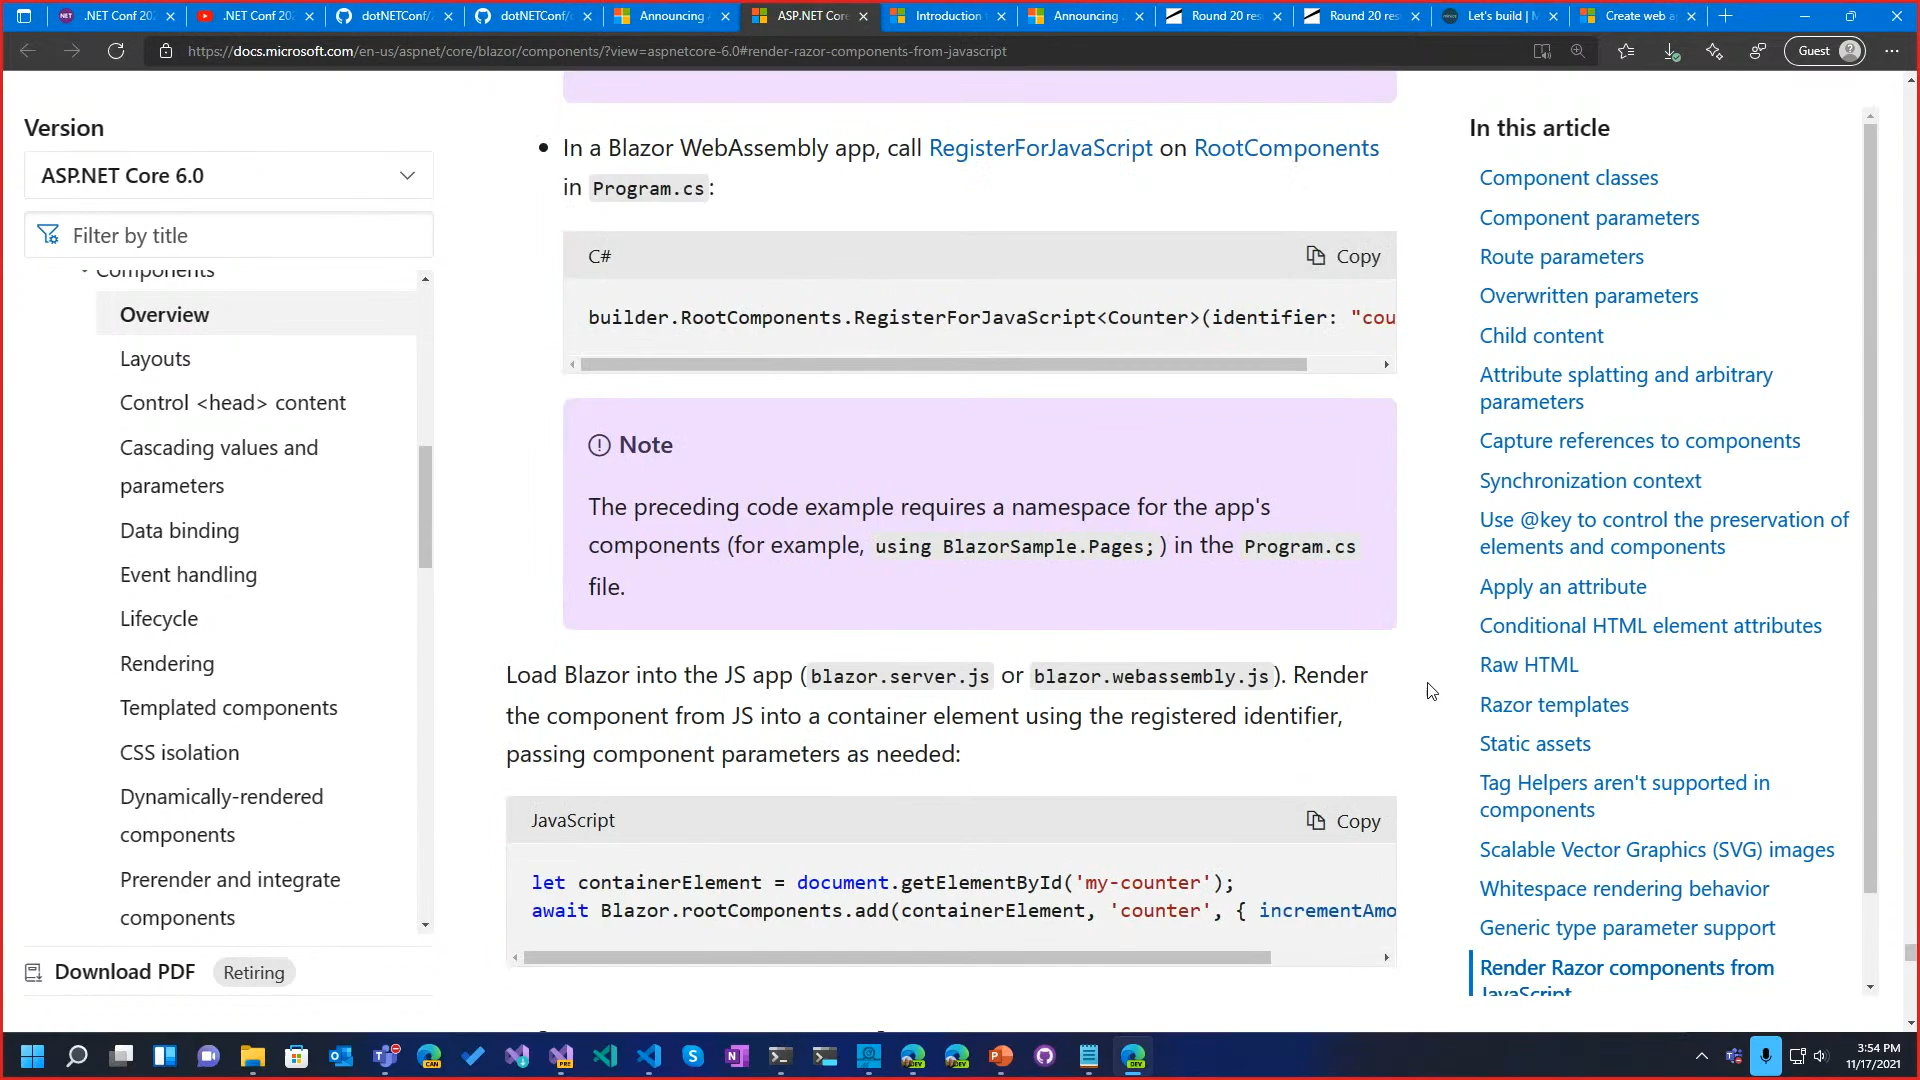 .NET Conf 202
.NET Conf 202
dotNETConf/
dotNETConf/
Announcing
ASP.NET Core
Introduction
Announcing
Round 20 res
Round 20 res
Let's build | M
Create web a
https://docs.microsoft.com/en-us/aspnet/core/blazor/components/?view=aspnetcore-6.0#render-razor-components-from-javascript
Guest
Version
ASP.NET Core 6.0
Filter by title
Components
Overview
Layouts
Control <head> content
Cascading values and
parameters
Data binding
Event handling
Lifecycle
Rendering
Templated components
CSS isolation
Dynamically-rendered
components
Prerender and integrate
components
Download PDF
Retiring
In a Blazor WebAssembly app, call RegisterForJavaScript on RootComponents
in Program.cs:
C#
Copy
builder.RootComponents.RegisterForJavaScript<Counter>(identifier: "cou
Note
The preceding code example requires a namespace for the app's
components (for example, using BlazorSample.Pages;) in the Program.cs
file.
Load Blazor into the JS app (blazor.server.js or blazor.webassembly.js). Render
the component from JS into a container element using the registered identifier,
passing component parameters as needed:
JavaScript
Copy
let containerElement = document.getElementById('my-counter');
await Blazor.rootComponents.add(containerElement, 'counter', { incrementAmo
In this article
Component classes
Component parameters
Route parameters
Overwritten parameters
Child content
Attribute splatting and arbitrary
parameters
Capture references to components
Synchronization context
Use @key to control the preservation of
elements and components
Apply an attribute
Conditional HTML element attributes
Raw HTML
Razor templates
Static assets
Tag Helpers aren't supported in
components
Scalable Vector Graphics (SVG) images
Whitespace rendering behavior
Generic type parameter support
Render Razor components from
JavaScript
3:54 PM
11/17/2021